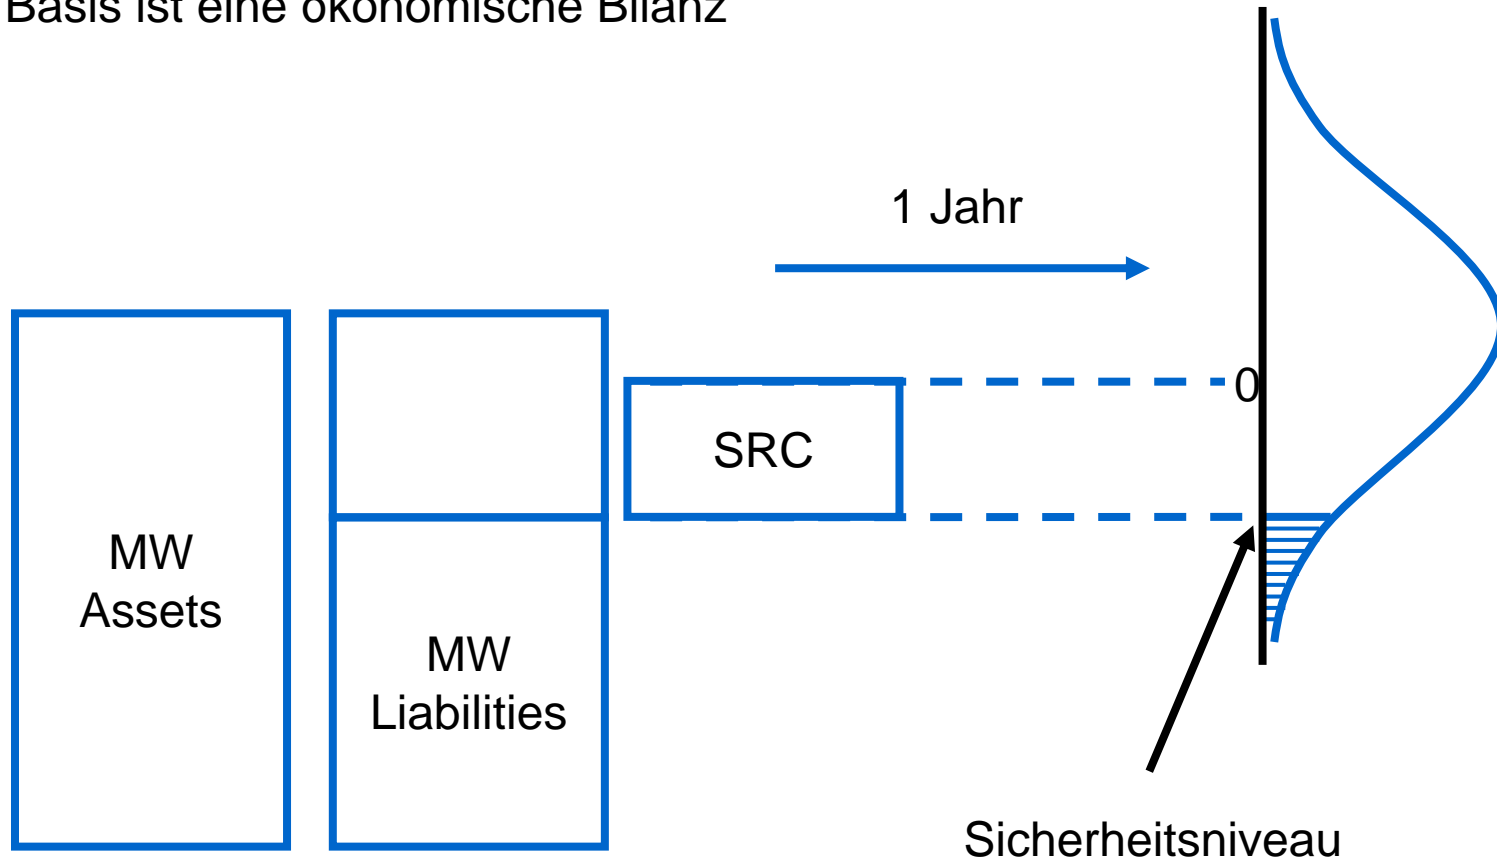 Basis ist eine ökonomische Bilanz
1 Jahr
0
SRC
MW
Assets
MW
Liabilities
Sicherheitsniveau